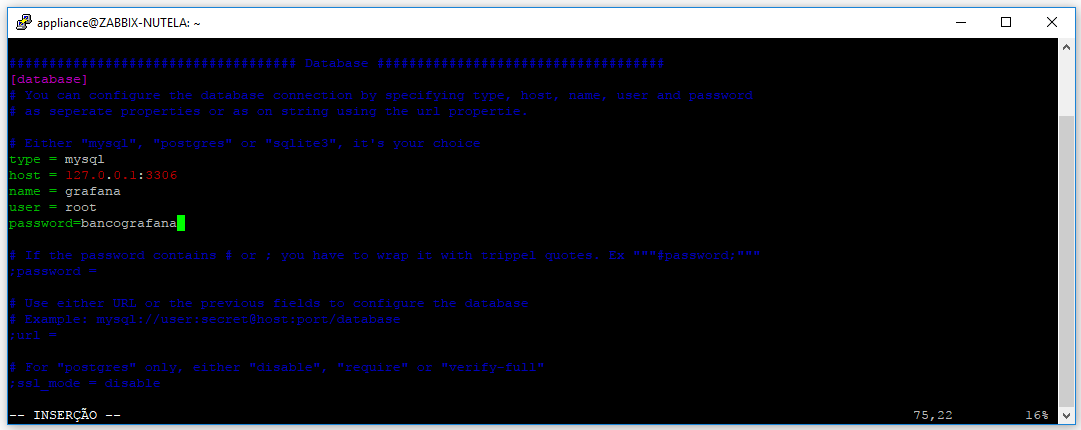 appliance@ZABBIX-NUTELA: ~
################################### Database ###################################
[database]
# You can configure the database connection by specifying type, host, name, user and password
# as seperate properties or as on string using the url propertie.
# Either "mysql", "postgres" or "sqlite3", it's your choice
type = mysql
host = 127.0.0.1:3306
name = grafana
user = root
password=bancografana
# If the password contains # or ; you have to wrap it with trippel quotes. Ex """#password;"""
;password =
# Use either URL or the previous fields to configure the database
# Example: mysql://user:secret@host:port/database
;url =
# For "postgres" only, either "disable", "require" or "verify-full"
;ssl_mode = disable
-- INSERÇÃO -- 75,22 16%